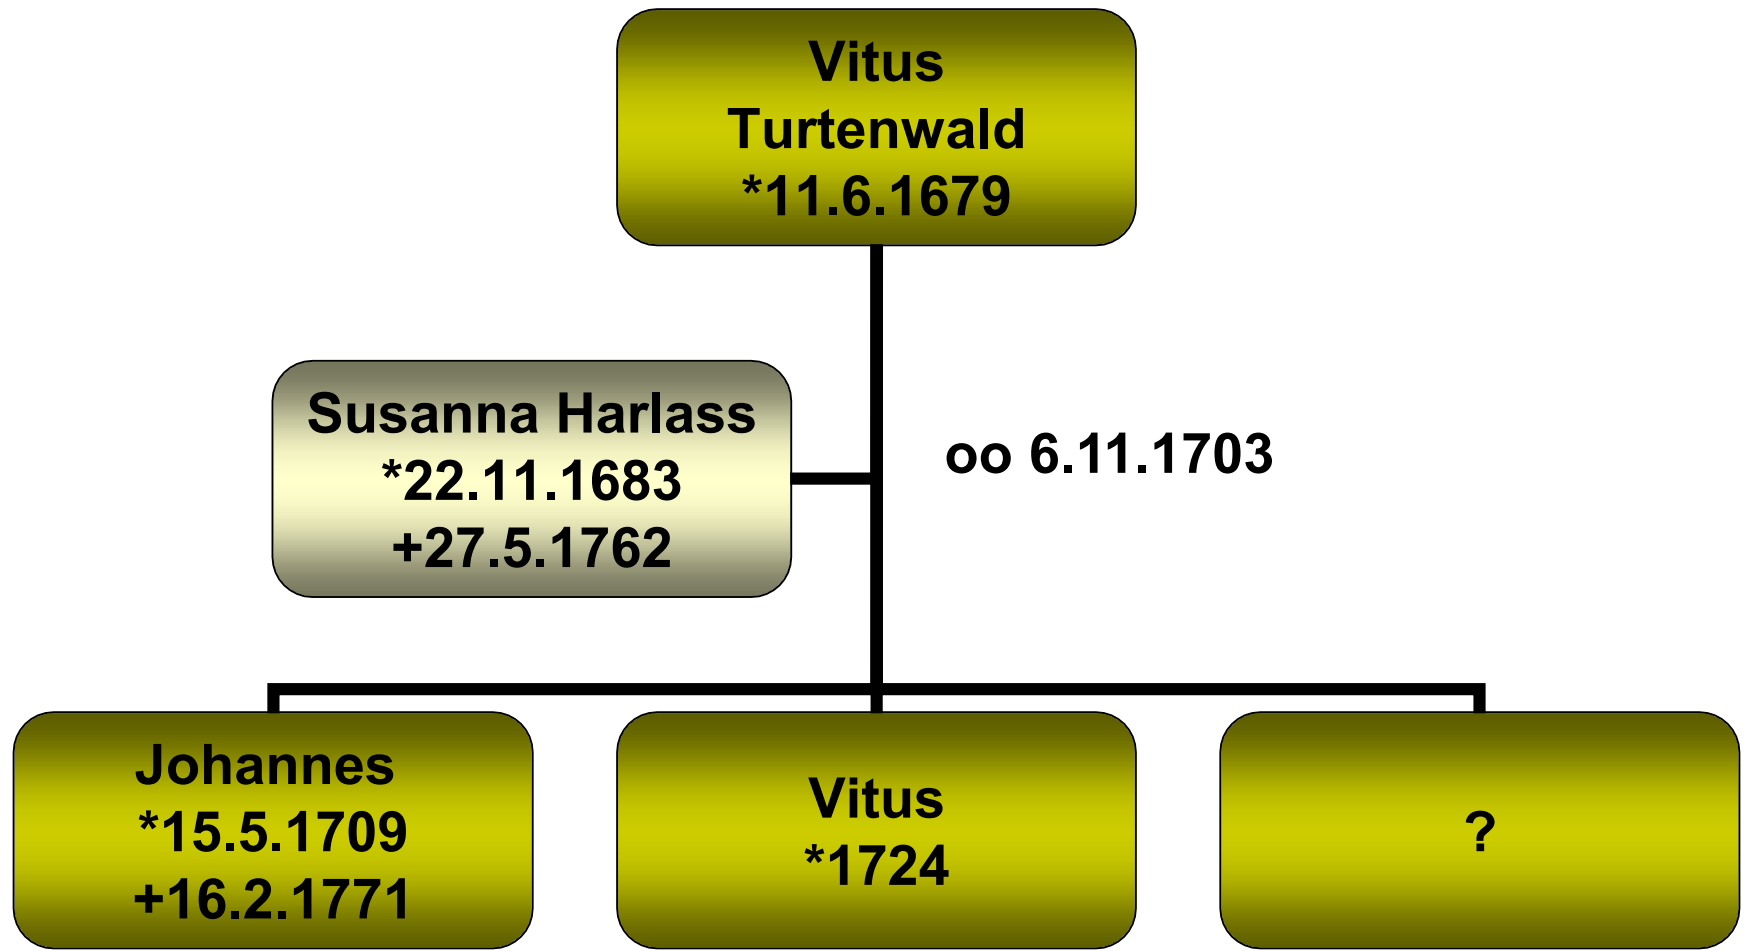 Vitus
Turtenwald
*11.6.1679
Susanna Harlass
*22.11.1683
+27.5.1762
oo 6.11.1703
Johannes
*15.5.1709
+16.2.1771
Vitus
*1724
?